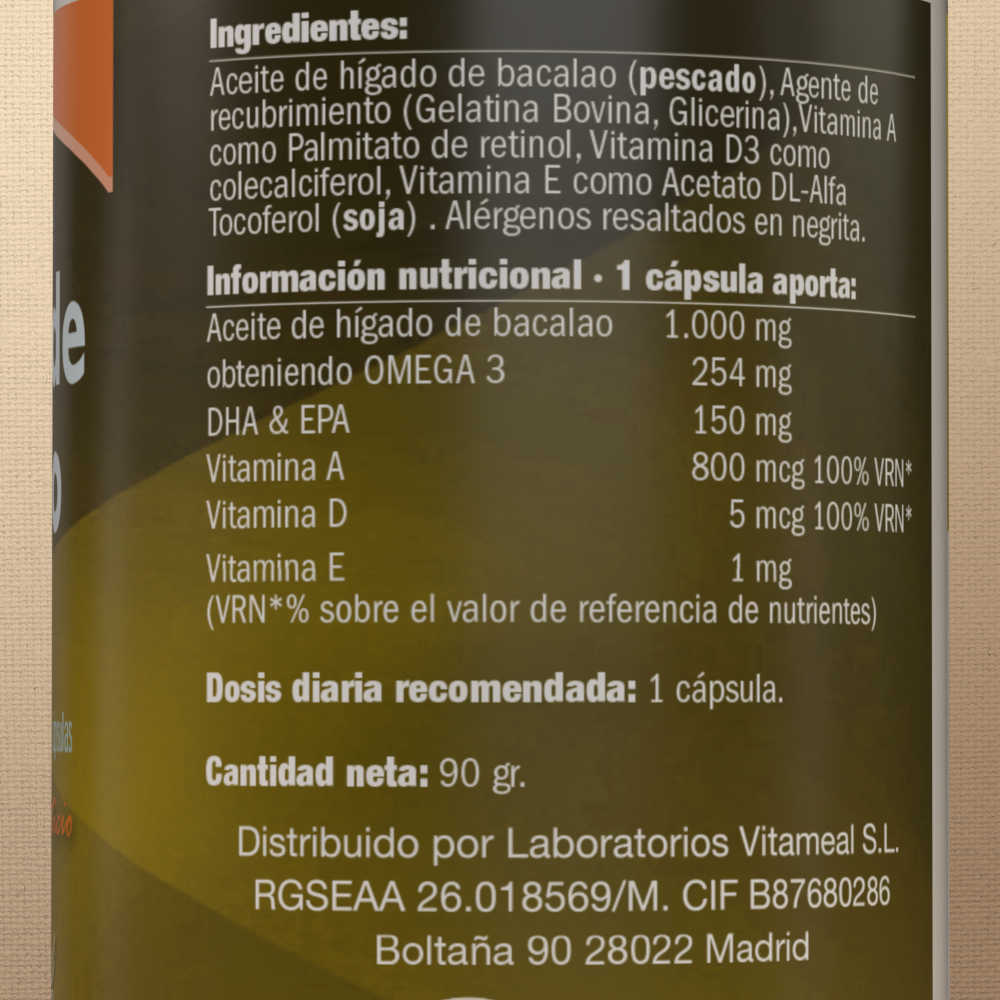 Ingredientes:
Aceite de hígado de bacalao (pescado), Agente de
recubrimiento (Gelatina Bovina, Glicerina),Vitamina A
como Palmitato de retinol, Vitamina D3 como
colecalciferol, Vitamina E como Acetato DL-Alfa
Tocoferol (soja) . Alérgenos resaltados en negrita.
Información nutricional · 1 cápsula aporta:
Aceite de hígado de bacalao 1.000 mg
obteniendo OMEGA 3 254 mg
DHA & EPA 150 mg
Vitamina A 800 mcg 100% VRN*
Vitamina D 5 mcg 100% VRN*
Vitamina E 1 mg
(VRN*% sobre el valor de referencia de nutrientes)
Dosis diaria recomendada: 1 cápsula.
Cantidad neta: 90 gr.
Distribuido por Laboratorios Vitameal S.L.
RGSEAA 26.018569/M. CIF B87680286
Boltaña 90 28022 Madrid
de